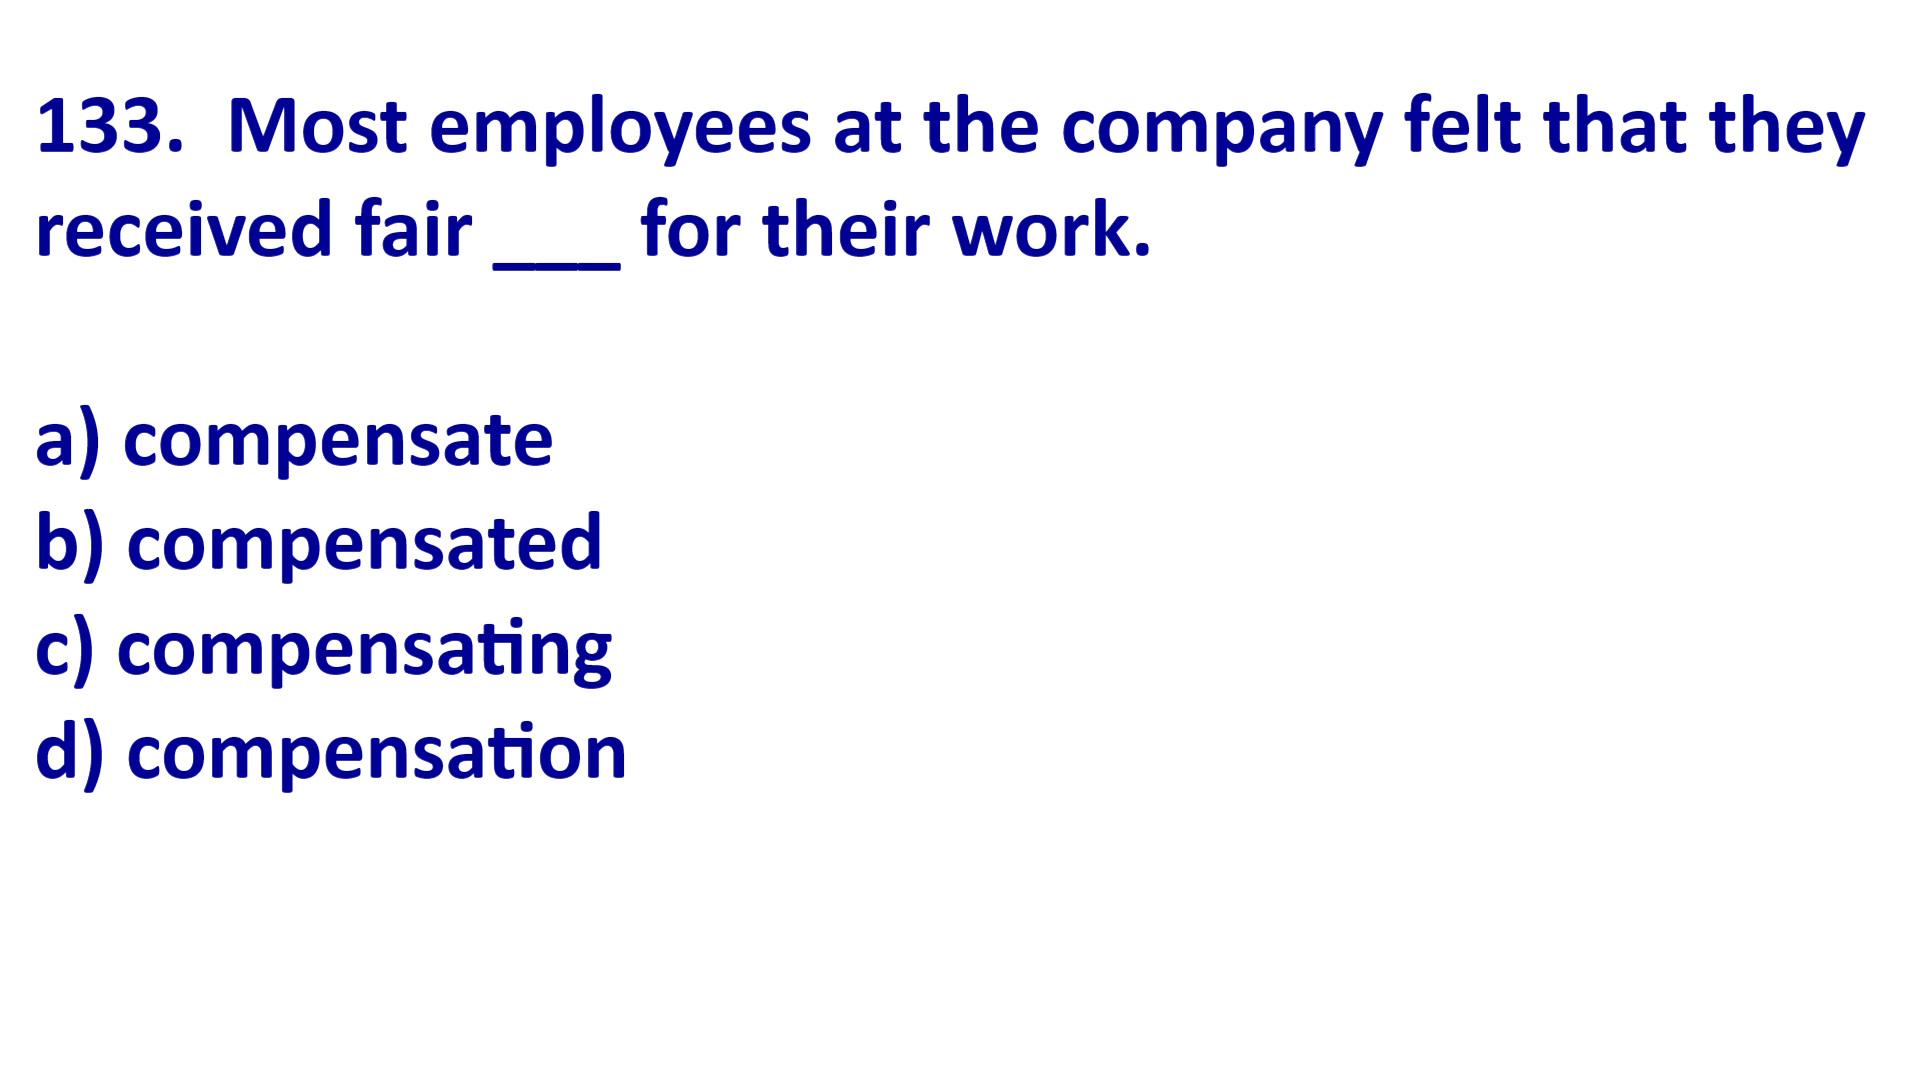 133.  Most employees at the company felt that they
received fair ___ for their work.
a) compensate
b) compensated
c) compensating
d) compensation